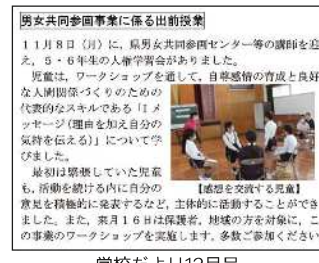 男女共同参画事業に係る出前授業
11月8日(月)に,県男女共同参画センター等の講師を迎
え,5・6年生の人権学習会がありました。
児童は,ワークショップを通して,自尊感情の育成と良好
な人間関係づくりのための
代表的なスキルである「Iメ
ッセージ(理由を加え自分の
気持を伝える)」について学
びました。
最初は緊張していた児童
も,活動を続ける内に自分の
【感想を交流する児童】
意見を積極的に発表するなど,主体的に活動することができ
ました。また,来月16日は保護者,地域の方を対象に,こ
の事業のワークショップを実施します。多数ご参加ください